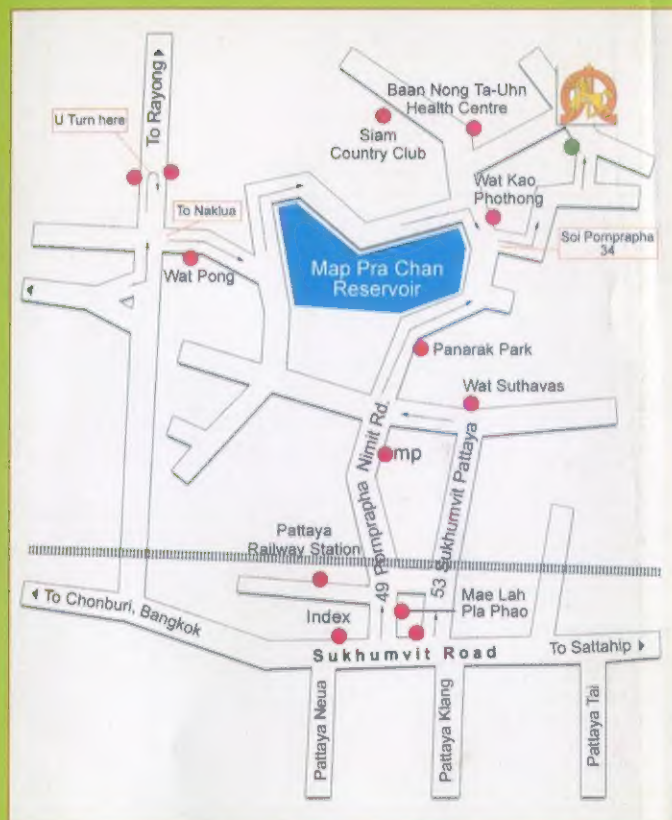 To Rayong
U Turn here
Baan Nong Ta-Uhn
Health Centre
Siam
Country Club
Wat Kao
Phothong
To Naklua
Soi Pomprapha
34
Wat Pong
Map Pra Chan
Reservoir
Panarak Park
Wat Suthavas
49 Pomprapha Nimit Rd.
mp
53 Sukhumvit Pattaya
Pattaya
Railway Station
To Chonburi, Bangkok
Mae Lah
Pla Phao
Index
Sukhumvit Road
To Sattahip
Pattaya Neua
Pattaya Klang
Pattaya Tai